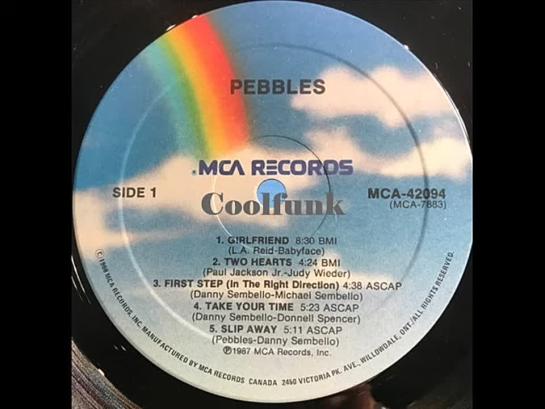 PEBBLES
MCA RECORDS
SIDE 1
MCA-42094
(MCA-7883)
Coolfunk
1. GIRLFRIEND 8:30 BMI
(L.A. Reid-Babyface)
2. TWO HEARTS 4:24 BMI
(Paul Jackson Jr.-Judy Wieder)
3. FIRST STEP (In The Right Direction) 4:38 ASCAP
(Danny Sembello-Michael Sembello)
4. TAKE YOUR TIME 5:23 ASCAP
(Danny Sembello-Donnell Spencer)
5. SLIP AWAY 5:11 ASCAP
(Pebbles-Danny Sembello)
℗1987 MCA Records, Inc.
©1988 MCA RECORDS, INC. MANUFACTURED BY MCA RECORDS CANADA 2450 VICTORIA PK. AVE., WILLOWDALE, ONT./ALL RIGHTS RESERVED.